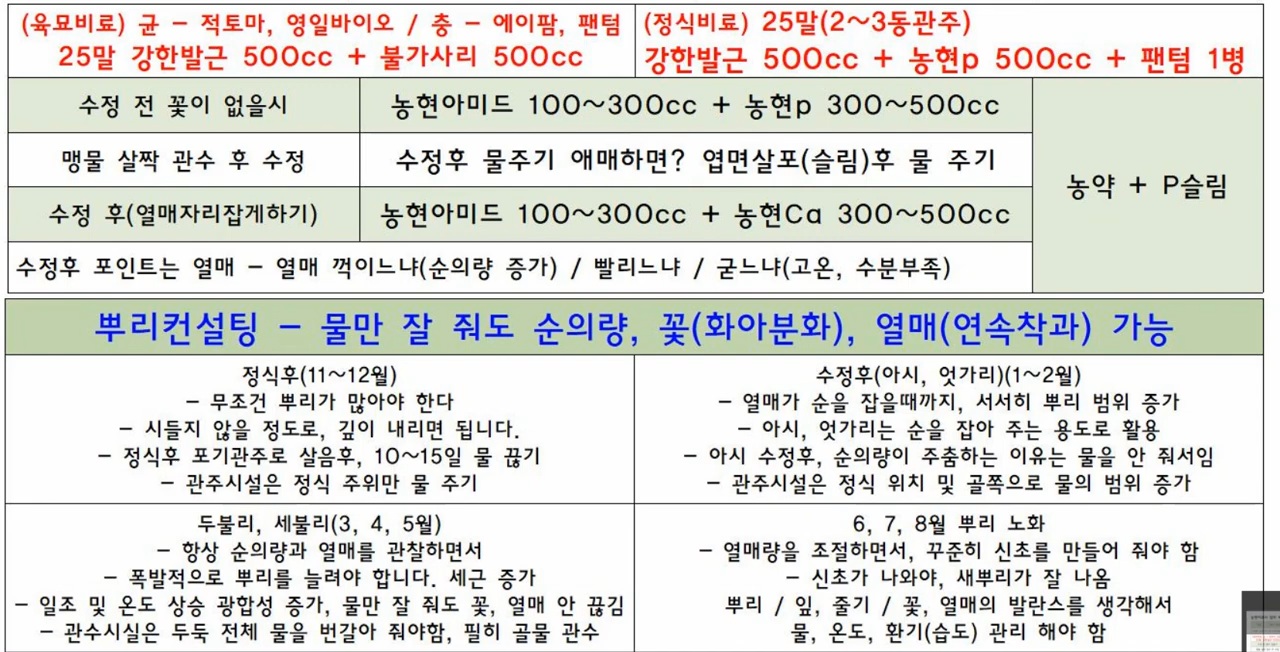 (육묘비료) 균 - 적토마, 영일바이오 / 충 - 에이팜, 팬텀
25말 강한발근 500cc + 불가사리 500cc
(정식비료) 25말(2~3동관주)
강한발근 500cc + 농현p 500cc + 팬텀 1병
수정 전 꽃이 없을시
농현아미드 100~300cc + 농현p 300~500cc
맹물 살짝 관수 후 수정
수정후 물주기 애매하면? 엽면살포(슬림)후 물 주기
농약 + P슬림
수정 후(열매자리잡게하기)
농현아미드 100~300cc + 농현Ca 300~500cc
수정후 포인트는 열매 - 열매 꺽이느냐(순의량 증가) / 빨리느냐 / 굳느냐(고온, 수분부족)
뿌리컨설팅 - 물만 잘 줘도 순의량, 꽃(화아분화), 열매(연속착과) 가능
정식후(11~12월)
- 무조건 뿌리가 많아야 한다
- 시들지 않을 정도로, 깊이 내리면 됩니다.
- 정식후 포기관주로 살음후, 10~15일 물 끊기
- 관주시설은 정식 주위만 물 주기
수정후(아시, 엇가리)(1~2월)
- 열매가 순을 잡을때까지, 서서히 뿌리 범위 증가
- 아시, 엇가리는 순을 잡아 주는 용도로 활용
- 아시 수정후, 순의량이 주춤하는 이유는 물을 안 줘서임
- 관주시설은 정식 위치 및 골쪽으로 물의 범위 증가
두불리, 세불리(3, 4, 5월)
- 항상 순의량과 열매를 관찰하면서
- 폭발적으로 뿌리를 늘려야 합니다. 세근 증가
- 일조 및 온도 상승 광합성 증가, 물만 잘 줘도 꽃, 열매 안 끊김
- 관수시실은 두둑 전체 물을 번갈아 줘야함, 필히 골물 관수
6, 7, 8월 뿌리 노화
- 열매량을 조절하면서, 꾸준히 신초를 만들어 줘야 함
- 신초가 나와야, 새뿌리가 잘 나옴
뿌리 / 잎, 줄기 / 꽃, 열매의 발란스를 생각해서
물, 온도, 환기(습도) 관리 해야 함